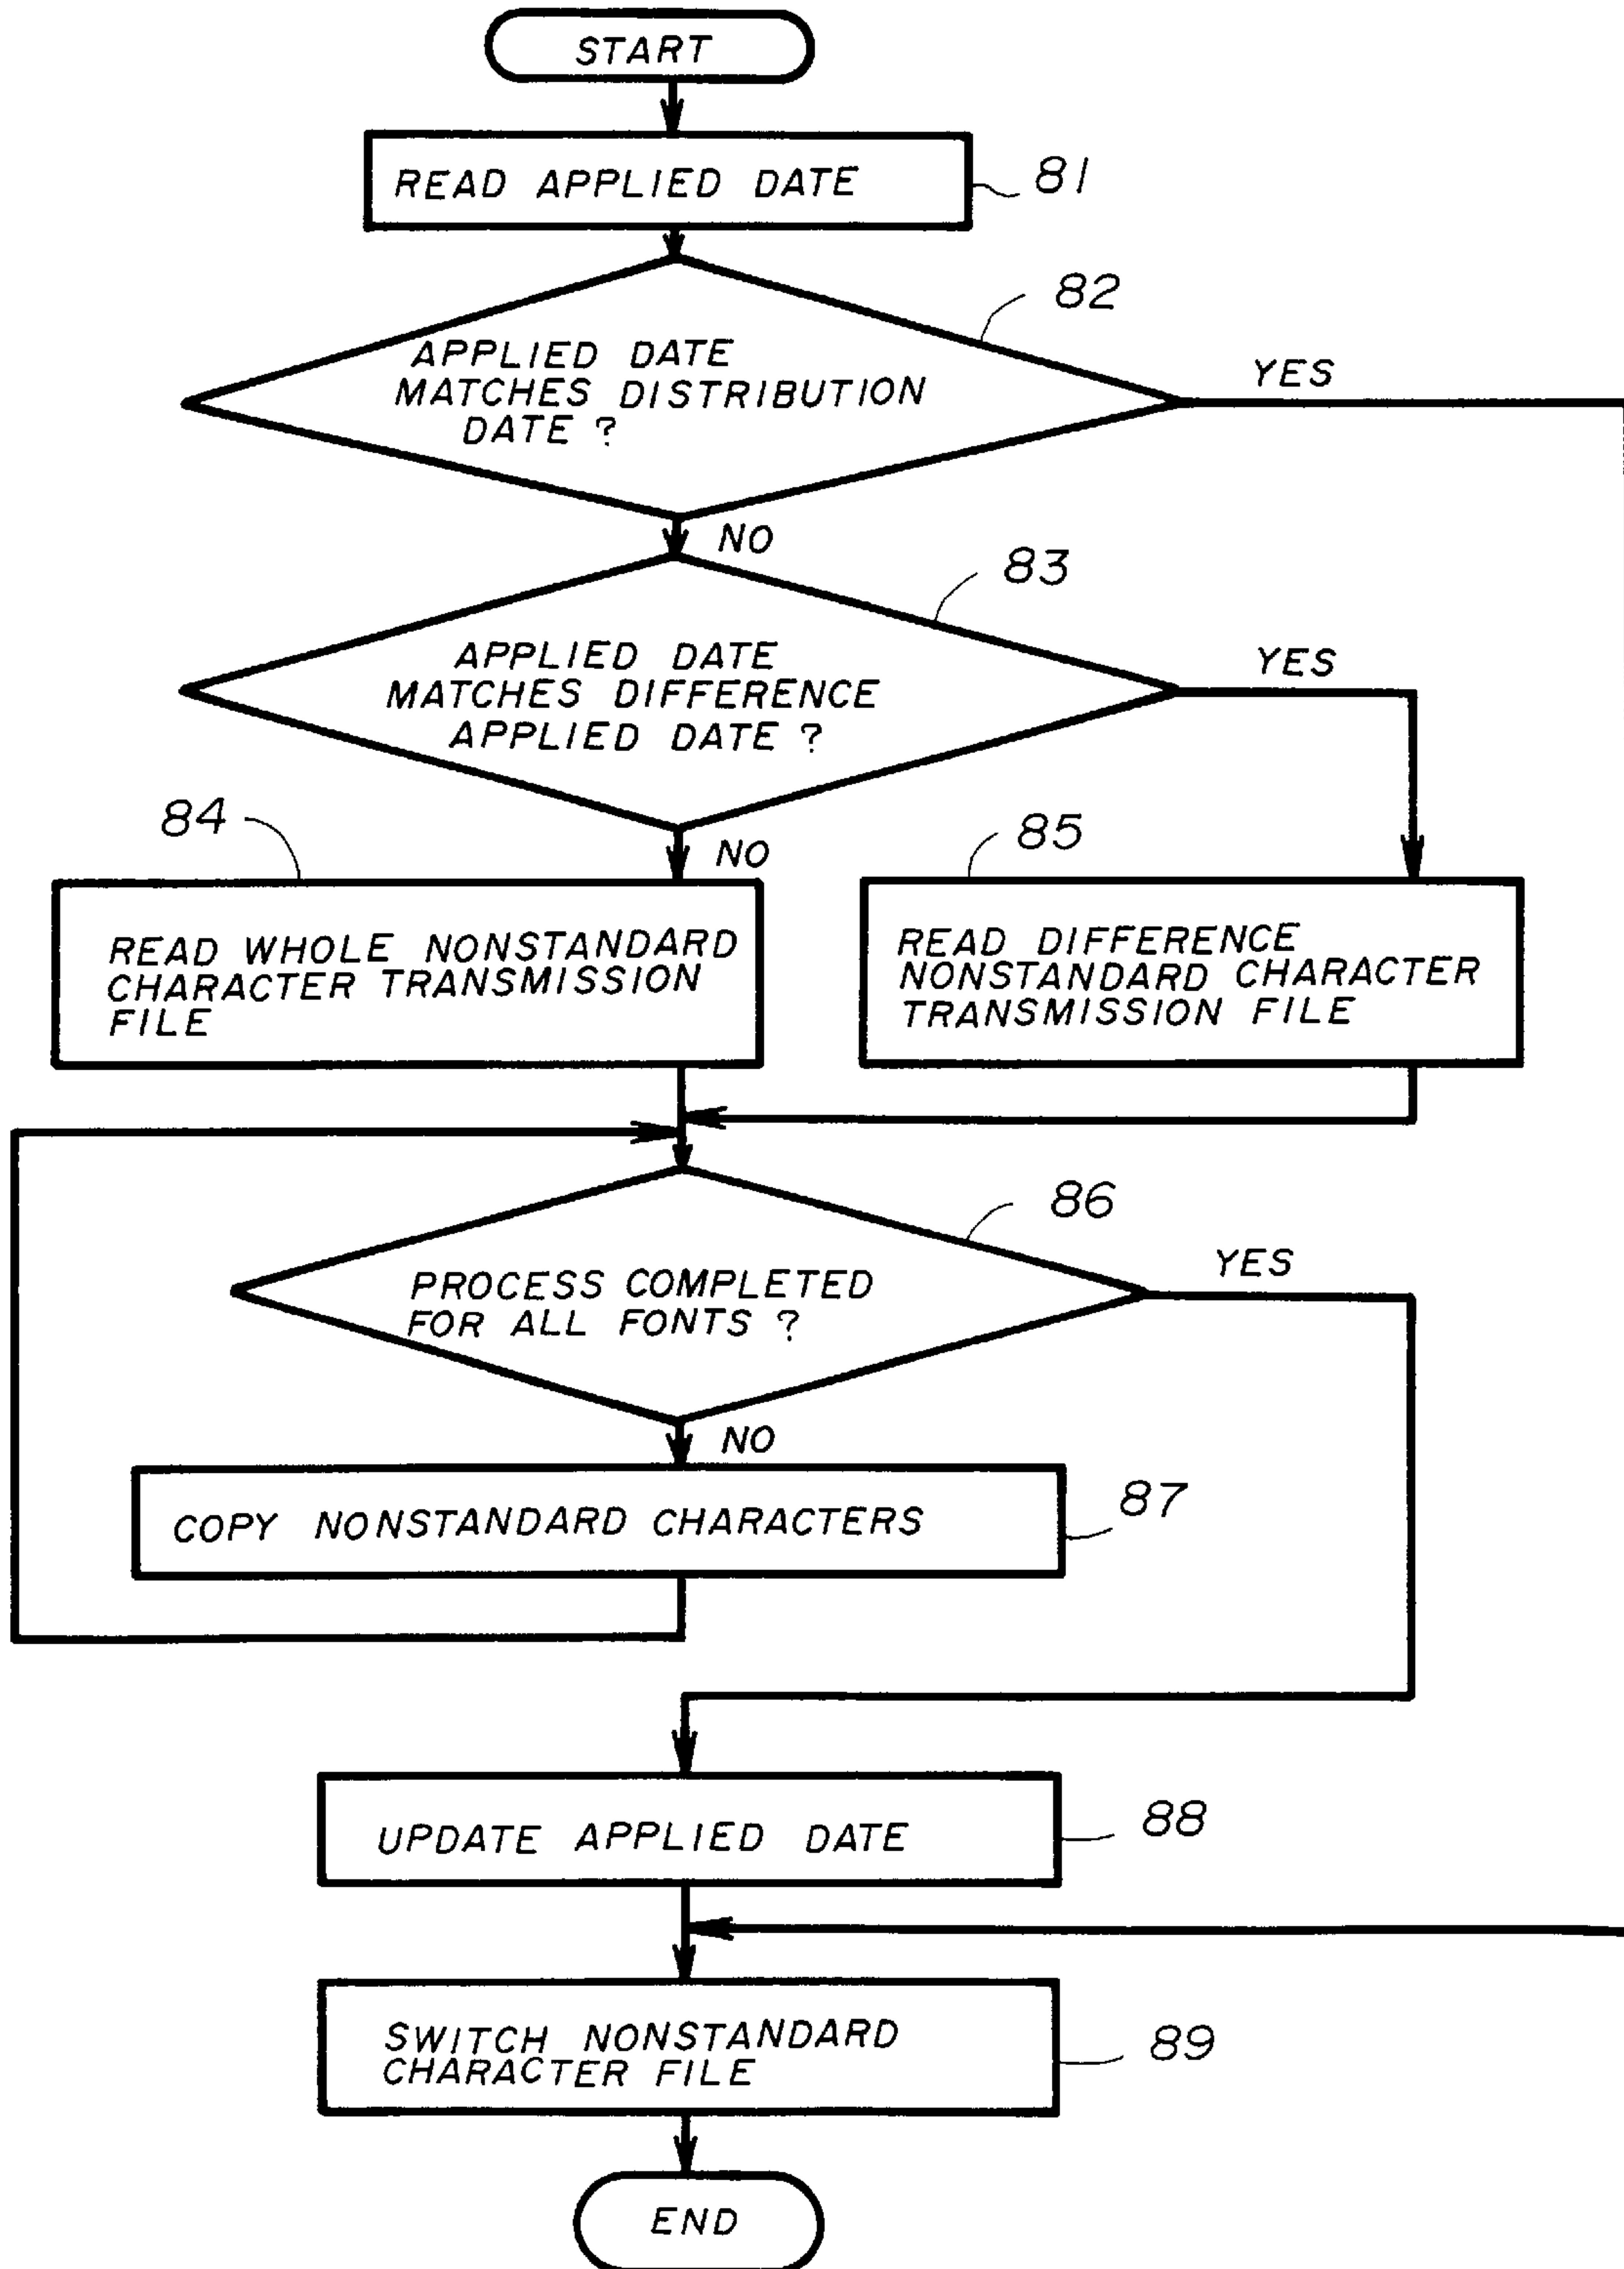 START
READ APPLIED DATE
81
82
APPLIED DATE
MATCHES DISTRIBUTION
DATE ?
YES
NO
83
APPLIED DATE
MATCHES DIFFERENCE
APPLIED DATE ?
YES
NO
84
READ WHOLE NONSTANDARD
CHARACTER TRANSMISSION
FILE
85
READ DIFFERENCE
NONSTANDARD CHARACTER
TRANSMISSION FILE
86
PROCESS COMPLETED
FOR ALL FONTS ?
YES
NO
COPY NONSTANDARD CHARACTERS
87
UPDATE APPLIED DATE
88
SWITCH NONSTANDARD
CHARACTER FILE
89
END